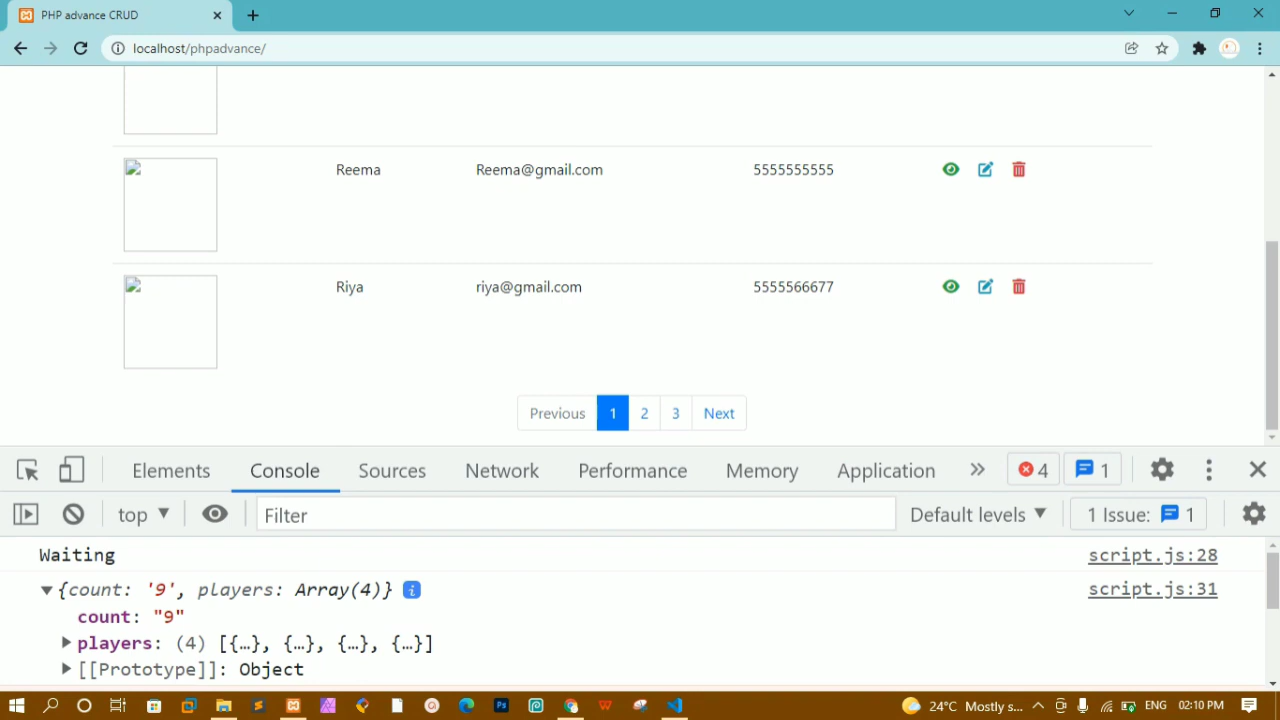 PHP advance CRUD
localhost/phpadvance/
Reema Reema@gmail.com 5555555555
Riya riya@gmail.com 5555566677
Previous 1 2 3 Next
Elements Console Sources Network Performance Memory Application » 4 1
top Filter Default levels 1 Issue: 1
Waiting script.js:28
{count: '9', players: Array(4)} script.js:31
count: "9"
players: (4) [{…}, {…}, {…}, {…}]
[[Prototype]]: Object
24°C Mostly s... ENG 02:10 PM